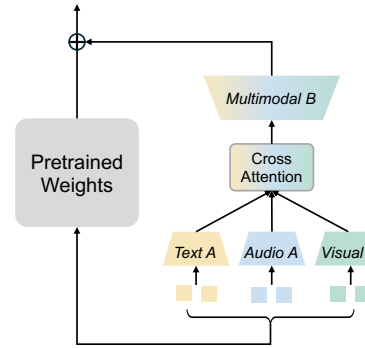 Multimodal B
Cross
Attention
Pretrained
Weights
Text A
Audio A
Visual